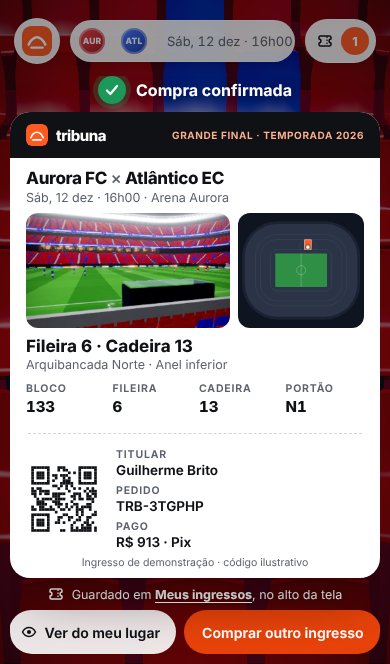 AUR ATL Sáb, 12 dez · 16h00 1
Compra confirmada
tribuna GRANDE FINAL · TEMPORADA 2026
Aurora FC × Atlântico EC
Sáb, 12 dez · 16h00 · Arena Aurora
Fileira 6 · Cadeira 13
Arquibancada Norte · Anel inferior
BLOCO FILEIRA CADEIRA PORTÃO
133 6 13 N1
TITULAR
Guilherme Brito
PEDIDO
TRB-3TGPHP
PAGO
R$ 913 · Pix
Ingresso de demonstração · código ilustrativo
Guardado em Meus ingressos, no alto da tela
Ver do meu lugar Comprar outro ingresso